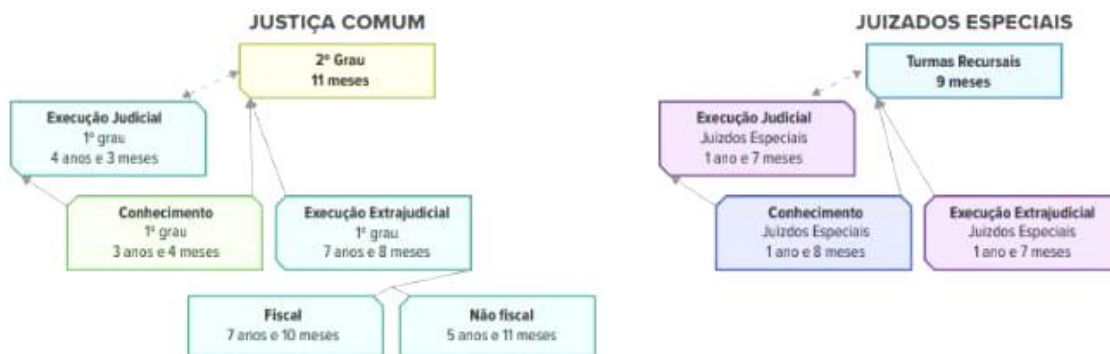 JUSTIÇA COMUM
2º Grau
11 meses
Execução Judicial
1º grau
4 anos e 3 meses
Conhecimento
1º grau
3 anos e 4 meses
Execução Extrajudicial
1º grau
7 anos e 8 meses
Fiscal
7 anos e 10 meses
Não fiscal
5 anos e 11 meses
JUIZADOS ESPECIAIS
Turmas Recursais
9 meses
Execução Judicial
Juizdos Especiais
1 ano e 7 meses
Conhecimento
Juizdos Especiais
1 ano e 8 meses
Execução Extrajudicial
Juizdos Especiais
1 ano e 7 meses